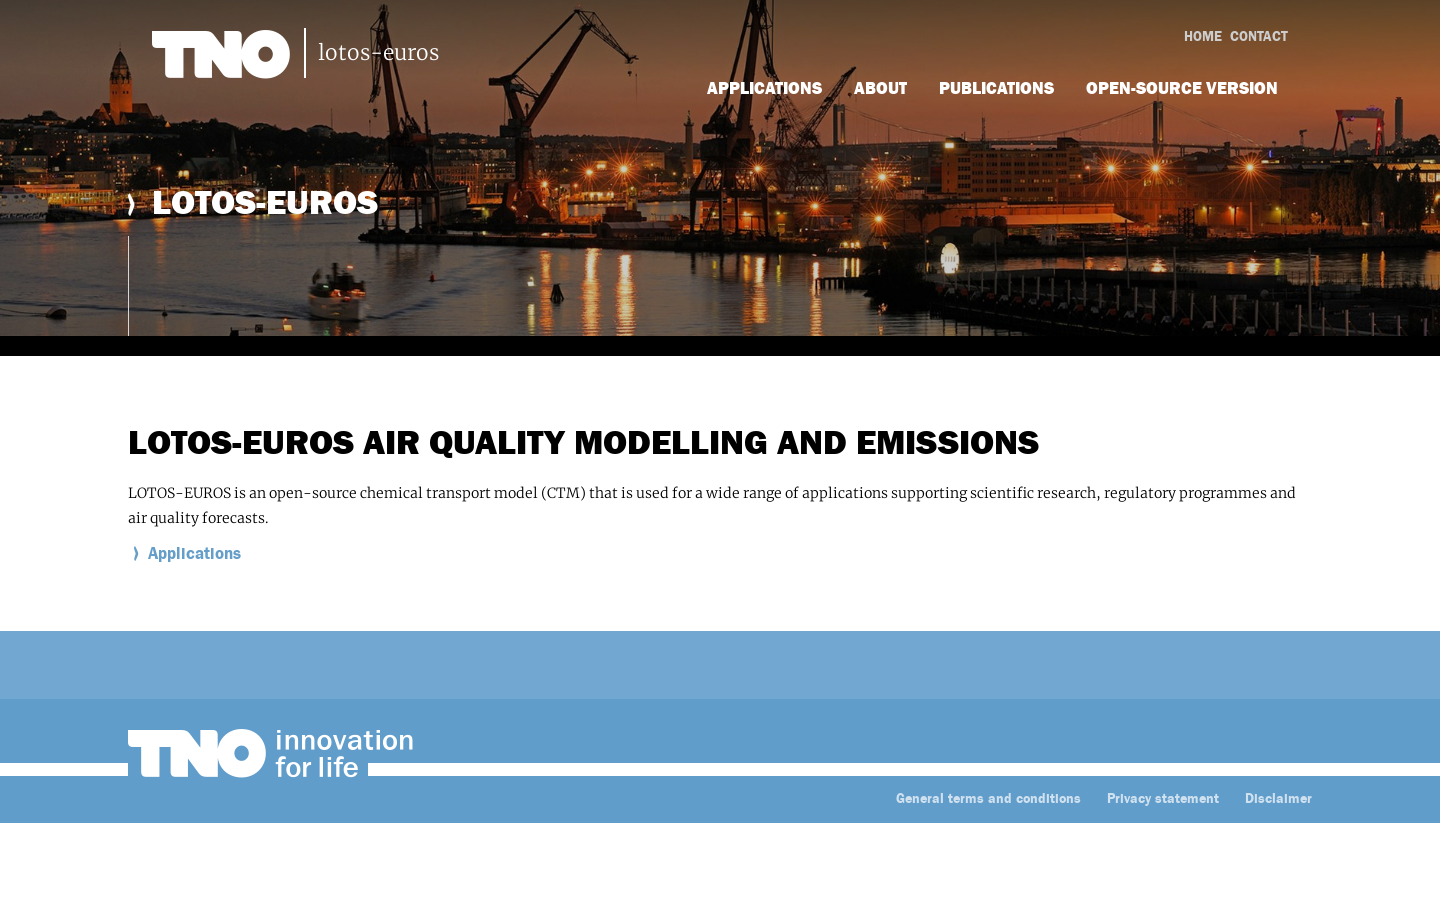 TNO lotos-euros
HOME CONTACT
APPLICATIONS ABOUT PUBLICATIONS OPEN-SOURCE VERSION
LOTOS-EUROS
LOTOS-EUROS AIR QUALITY MODELLING AND EMISSIONS
LOTOS-EUROS is an open-source chemical transport model (CTM) that is used for a wide range of applications supporting scientific research, regulatory programmes and
air quality forecasts.
Applications
TNO innovation
for life
General terms and conditions Privacy statement Disclaimer